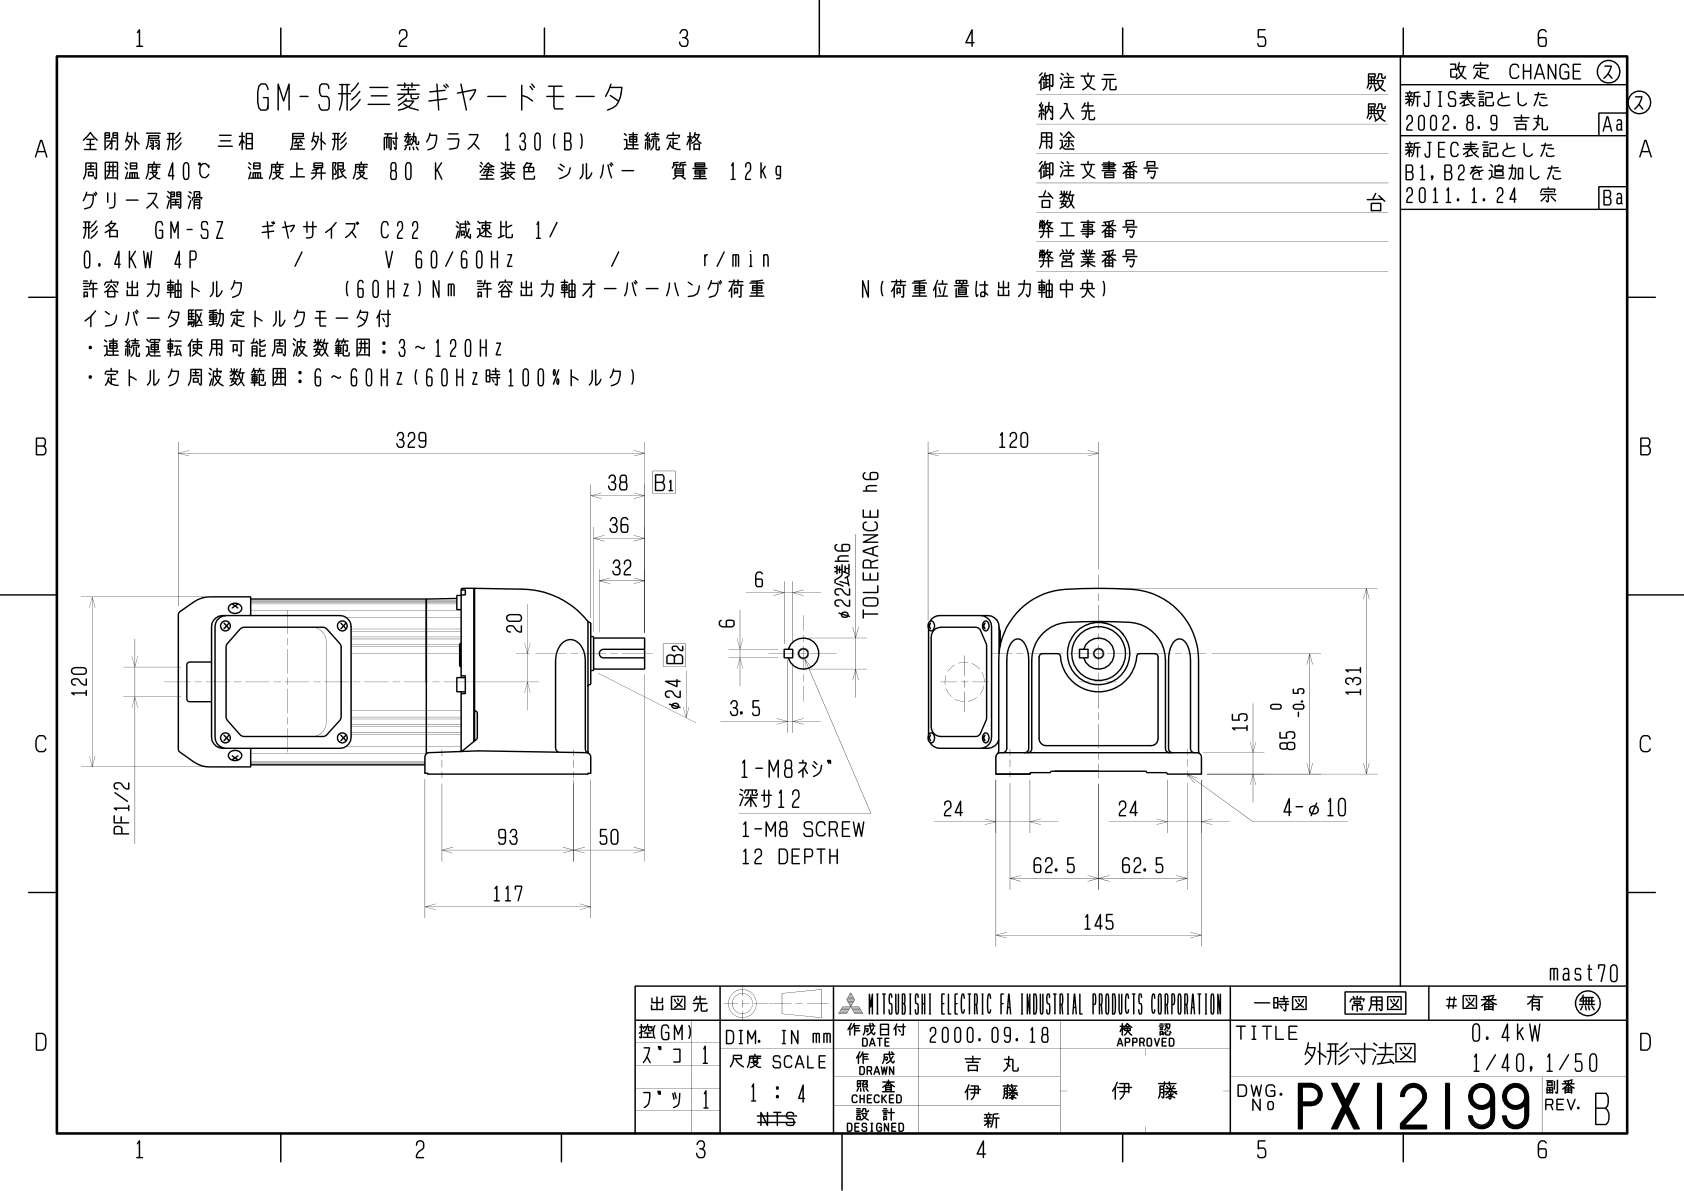 1 2 3 4 5 6
GM-S形三菱ギヤードモータ
全閉外扇形 三相 屋外形 耐熱クラス 130(B) 連続定格
周囲温度40℃ 温度上昇限度 80 K 塗装色 シルバー 質量 12kg
グリース潤滑
形名 GM-SZ ギヤサイズ C22 減速比 1/
0.4KW 4P / V 60/60Hz / r/min
許容出力軸トルク (60Hz)Nm 許容出力軸オーバーハング荷重 N(荷重位置は出力軸中央)
インバータ駆動定トルクモータ付
・連続運転使用可能周波数範囲:3~120Hz
・定トルク周波数範囲:6~60Hz(60Hz時100%トルク)
御注文元 殿
納入先 殿
用途
御注文書番号
台数 台
弊工事番号
弊営業番号
改定 CHANGE ス
ス
新JIS表記とした
2002.8.9 吉丸 Aa
新JEC表記とした
B1,B2を追加した
2011.1.24 宗 Ba
A A
B B
C C
D D
329
38 B1
36
32
20
B2
φ24
120
PF1/2
93 50
117
6
6
3.5
φ22公差h6
TOLERANCE h6
1-M8ネジ
深サ12
1-M8 SCREW
12 DEPTH
120
131
15
85 0 -0.5
24 24
4-φ10
62.5 62.5
145
mast70
出図先
控(GM)
ズコ 1
ブツ 1
DIM. IN mm
尺度 SCALE
1 : 4
NTS
MITSUBISHI ELECTRIC FA INDUSTRIAL PRODUCTS CORPORATION
作成日付 DATE 2000.09.18
作成 DRAWN 吉丸
照査 CHECKED 伊藤
設計 DESIGNED 新
検認 APPROVED
伊藤
一時図 常用図 #図番 有 無
TITLE 0.4kW
外形寸法図 1/40,1/50
DWG. No PX12199
副番 REV. B
1 2 3 4 5 6